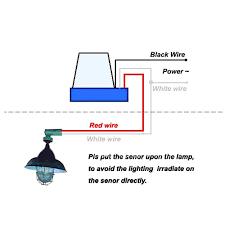 Black Wire
Power ~
White wire
Red wire
White wire
Pls put the senor upon the lamp,
to avoid the lighting irradiate on
the senor directly.